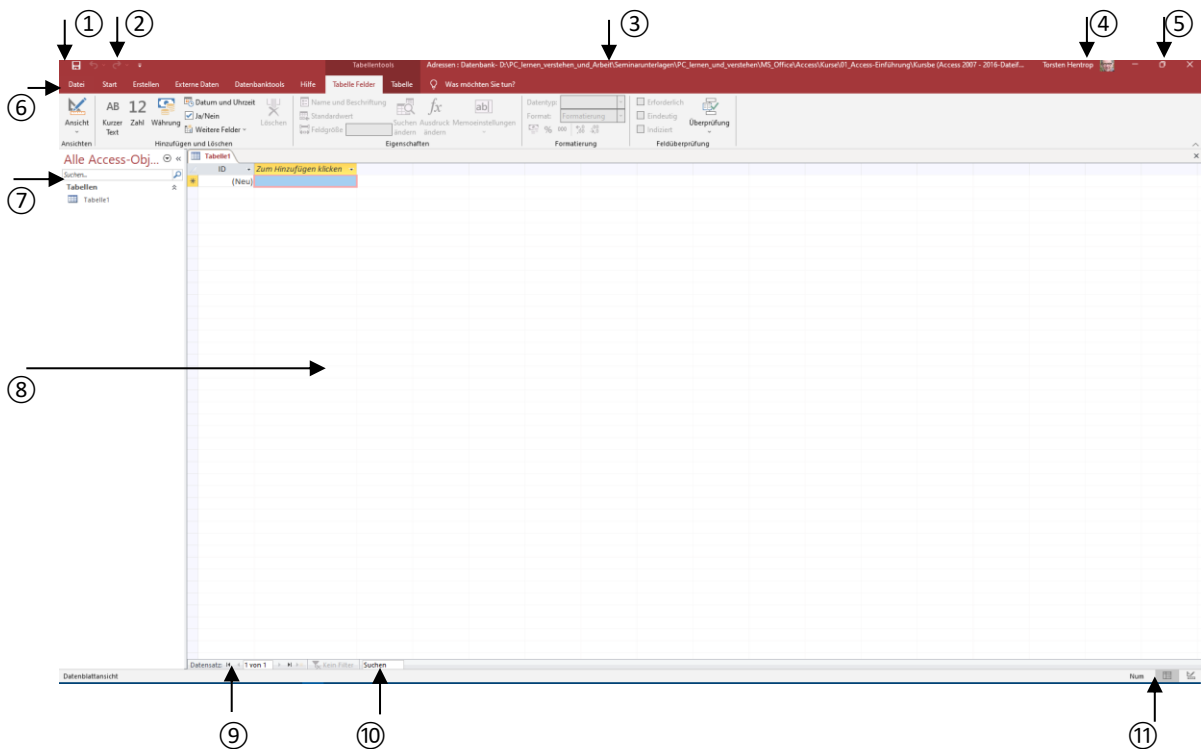 ① ② ③ ④ ⑤
Tabellentools Adressen : Datenbank- D:\PC_lernen_verstehen_und_Arbeit\Seminarunterlagen\PC_lernen_und_verstehen\MS_Office\Access\Kurse\01_Access-Einführung\Kursbe (Access 2007 - 2016-Dateif... Torsten Hentrop
⑥
Datei Start Erstellen Externe Daten Datenbanktools Hilfe Tabelle Felder Tabelle Was möchten Sie tun?
Ansicht
AB Kurzer Text
12 Zahl
Währung
Datum und Uhrzeit
Ja/Nein
Weitere Felder
Löschen
Name und Beschriftung
Standardwert
Feldgröße
Suchen ändern
fx Ausdruck ändern
ab| Memoeinstellungen
Datentyp:
Format: Formatierung
% 000
Erforderlich
Eindeutig
Indiziert
Überprüfung
Ansichten Hinzufügen und Löschen Eigenschaften Formatierung Feldüberprüfung
Alle Access-Obj... «
Suchen...
⑦
Tabellen
Tabelle1
Tabelle1
ID Zum Hinzufügen klicken
(Neu)
⑧
Datensatz: 1 von 1 Kein Filter Suchen
Datenblattansicht Num
⑨ ⑩ ⑪